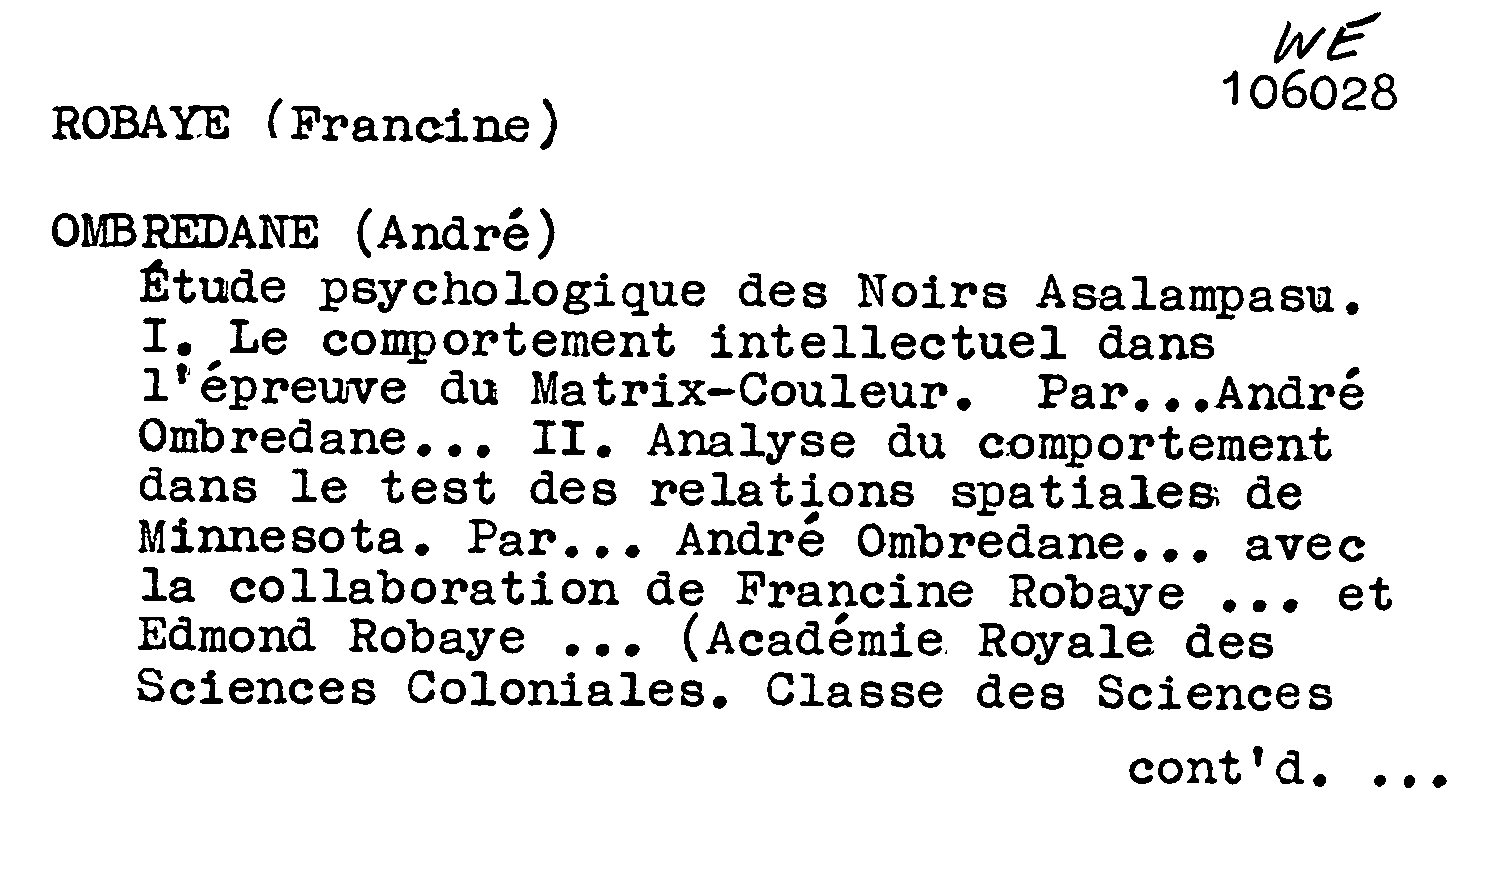 WE
106028
ROBAYE (Francine)
OMBREDANE (André)
Étude psychologique des Noirs Asalampasu.
I. Le comportement intellectuel dans
l'épreuve du Matrix-Couleur. Par...André
Ombredane... II. Analyse du comportement
dans le test des relations spatiales de
Minnesota. Par... André Ombredane... avec
la collaboration de Francine Robaye ... et
Edmond Robaye ... (Académie Royale des
Sciences Coloniales. Classe des Sciences
cont'd. ...